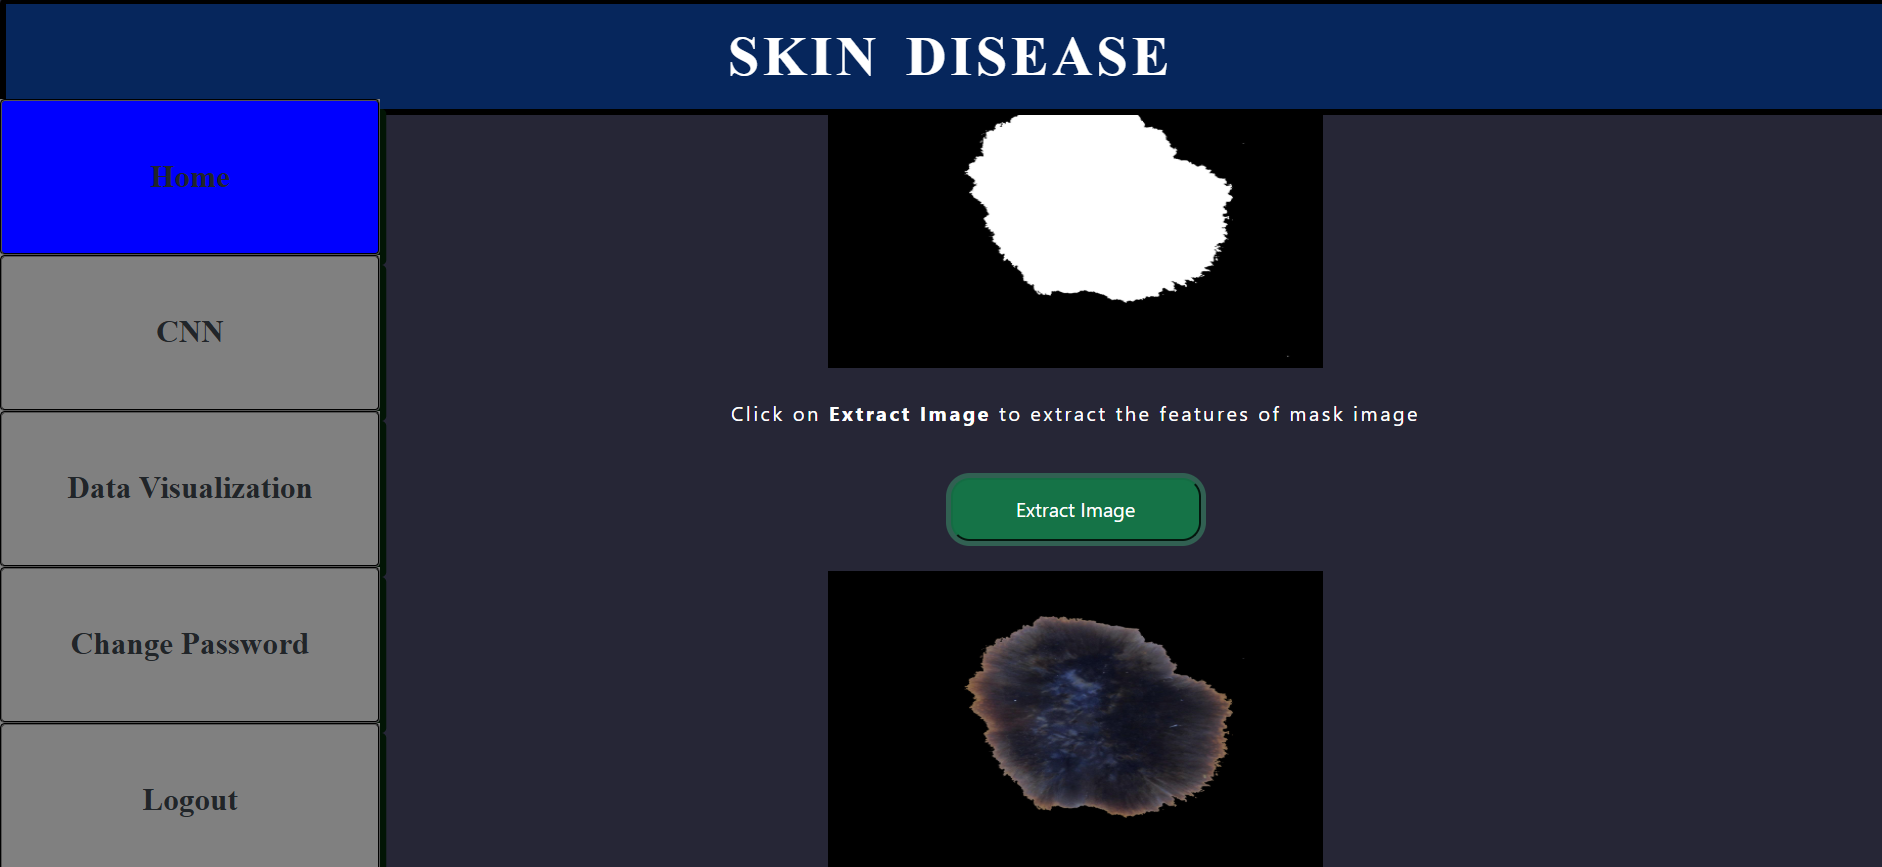 SKIN DISEASE
Home
CNN
Data Visualization
Change Password
Logout
Click on Extract Image to extract the features of mask image
Extract Image